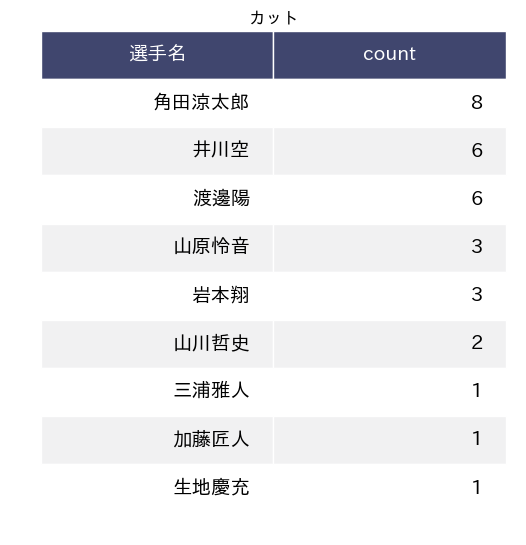 カット
選手名 count
角田涼太郎 8
井川空 6
渡邊陽 6
山原怜音 3
岩本翔 3
山川哲史 2
三浦雅人 1
加藤匠人 1
生地慶充 1